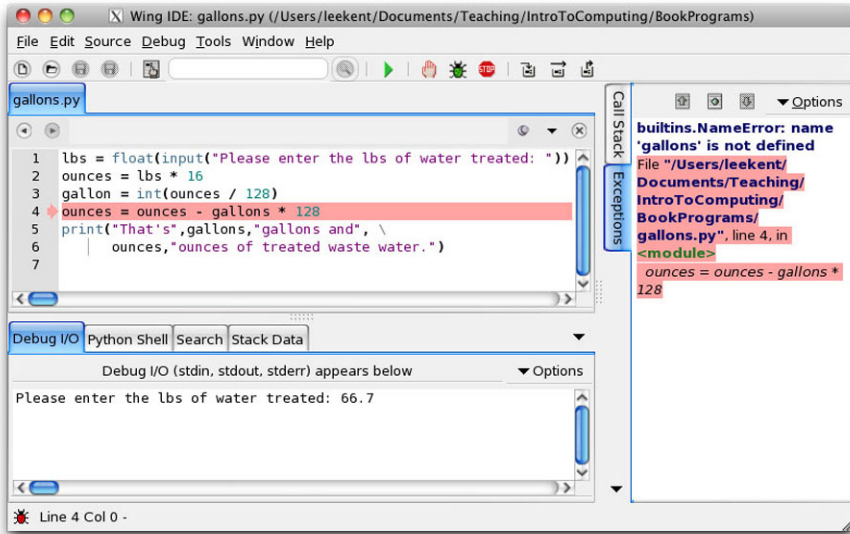 Wing IDE: gallons.py (/Users/leekent/Documents/Teaching/IntroToComputing/BookPrograms)
File Edit Source Debug Tools Window Help
gallons.py
1 lbs = float(input("Please enter the lbs of water treated: "))
2 ounces = lbs * 16
3 gallon = int(ounces / 128)
4 ounces = ounces - gallons * 128
5 print("That's",gallons,"gallons and", \
6 ounces,"ounces of treated waste water.")
7
Debug I/O Python Shell Search Stack Data
Debug I/O (stdin, stdout, stderr) appears below
Options
Please enter the lbs of water treated: 66.7
Line 4 Col 0 -
Call Stack
Exceptions
Options
builtins.NameError: name
'gallons' is not defined
File "/Users/leekent/
Documents/Teaching/
IntroToComputing/
BookPrograms/
gallons.py", line 4, in
<module>
ounces = ounces - gallons *
128